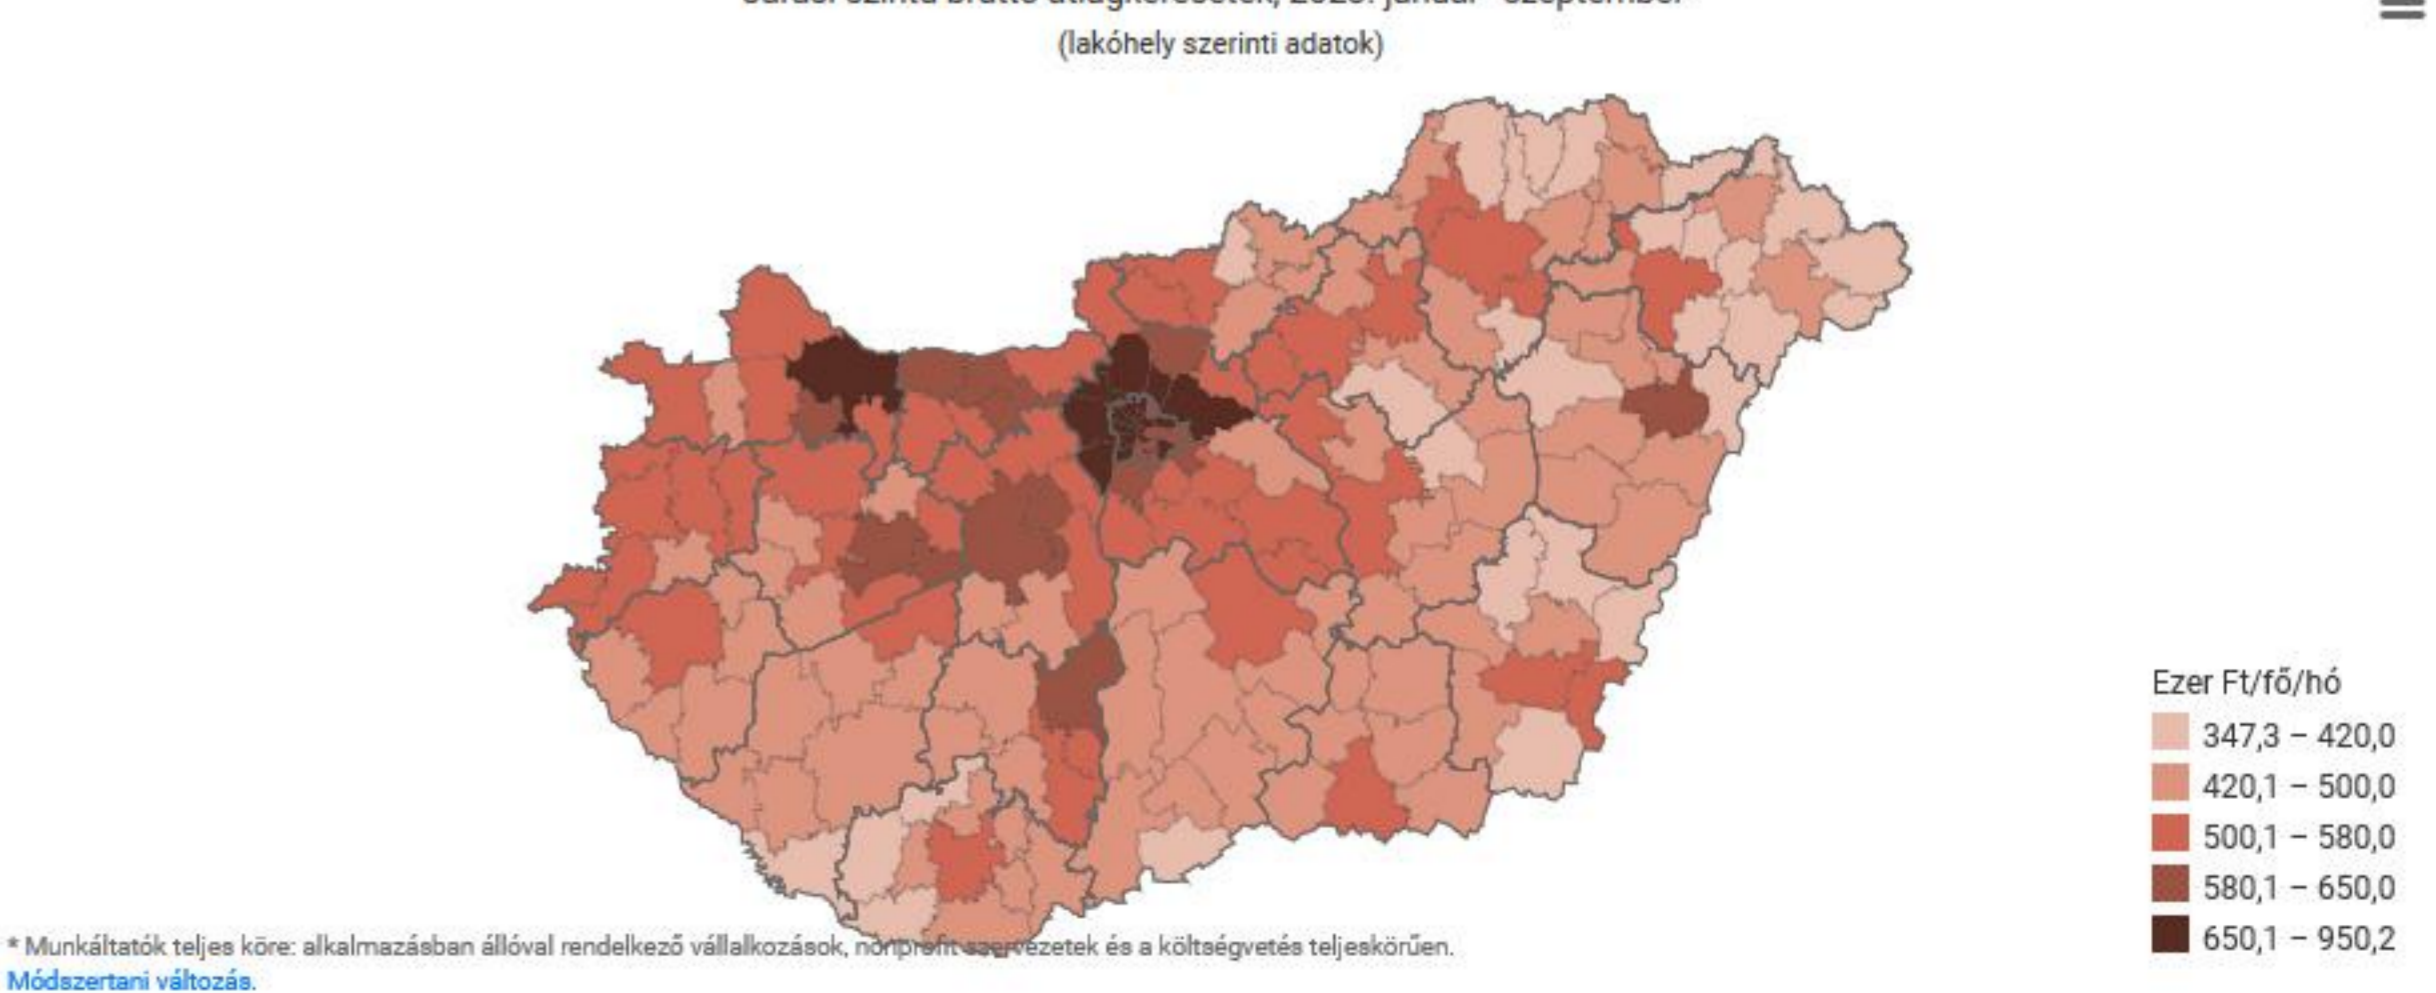 (lakóhely szerinti adatok)
Ezer Ft/fő/hó
347,3 – 420,0
420,1 – 500,0
500,1 – 580,0
580,1 – 650,0
650,1 – 950,2
* Munkáltatók teljes köre: alkalmazásban állóval rendelkező vállalkozások, nonprofit szervezetek és a költségvetés teljeskörűen.
Módszertani változás.